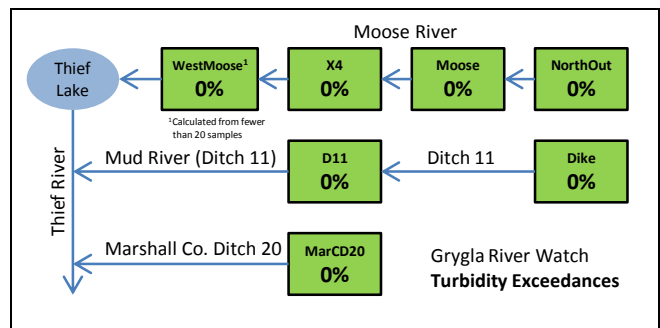 Moose River
Thief
Lake
WestMoose¹
0%
X4
0%
Moose
0%
NorthOut
0%
¹Calculated from fewer
than 20 samples
Thief River
Mud River (Ditch 11)
D11
0%
Ditch 11
Dike
0%
Marshall Co. Ditch 20
MarCD20
0%
Grygla River Watch
Turbidity Exceedances